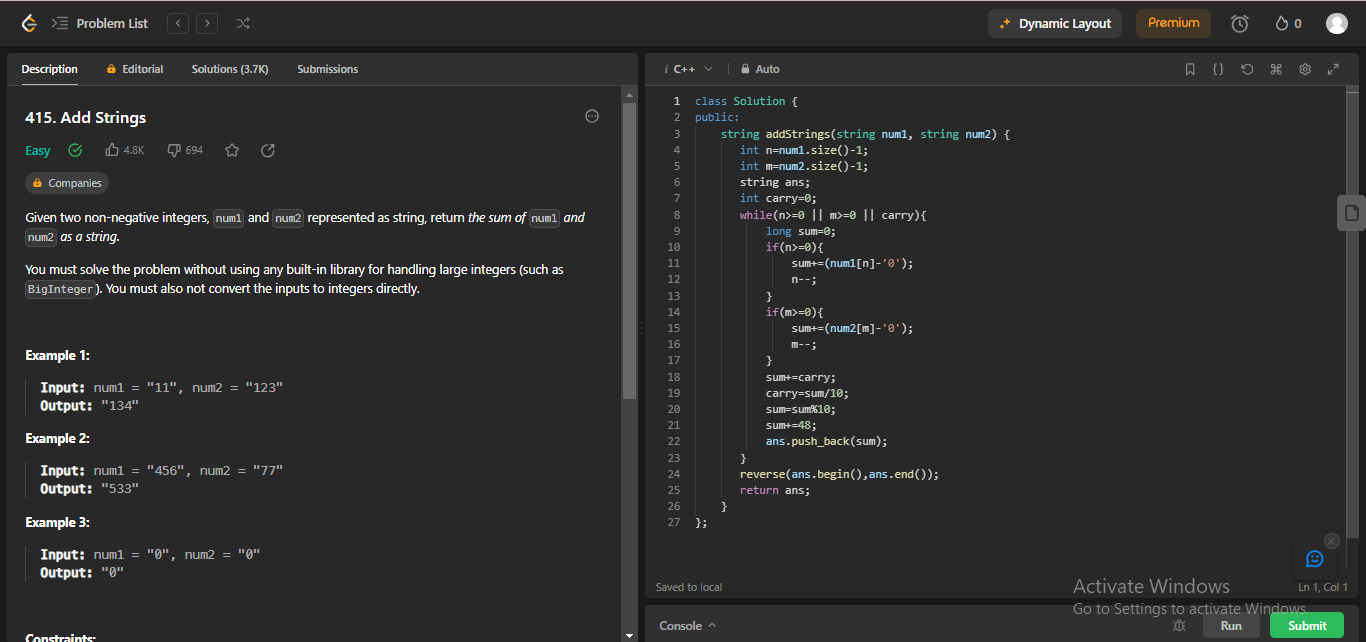 Problem List
Dynamic Layout
Premium
0
Description
Editorial
Solutions (3.7K)
Submissions
415. Add Strings
Easy
4.8K
694
Companies
Given two non-negative integers, num1 and num2 represented as string, return the sum of num1 and
num2 as a string.
You must solve the problem without using any built-in library for handling large integers (such as
BigInteger). You must also not convert the inputs to integers directly.
Example 1:
Input: num1 = "11", num2 = "123"
Output: "134"
Example 2:
Input: num1 = "456", num2 = "77"
Output: "533"
Example 3:
Input: num1 = "0", num2 = "0"
Output: "0"
Constraints:
i C++
Auto
1 class Solution {
2 public:
3 string addStrings(string num1, string num2) {
4 int n=num1.size()-1;
5 int m=num2.size()-1;
6 string ans;
7 int carry=0;
8 while(n>=0 || m>=0 || carry){
9 long sum=0;
10 if(n>=0){
11 sum+=(num1[n]-'0');
12 n--;
13 }
14 if(m>=0){
15 sum+=(num2[m]-'0');
16 m--;
17 }
18 sum+=carry;
19 carry=sum/10;
20 sum=sum%10;
21 sum+=48;
22 ans.push_back(sum);
23 }
24 reverse(ans.begin(),ans.end());
25 return ans;
26 }
27 };
Saved to local
Ln 1, Col 1
Activate Windows
Go to Settings to activate Windows.
Console
Run
Submit